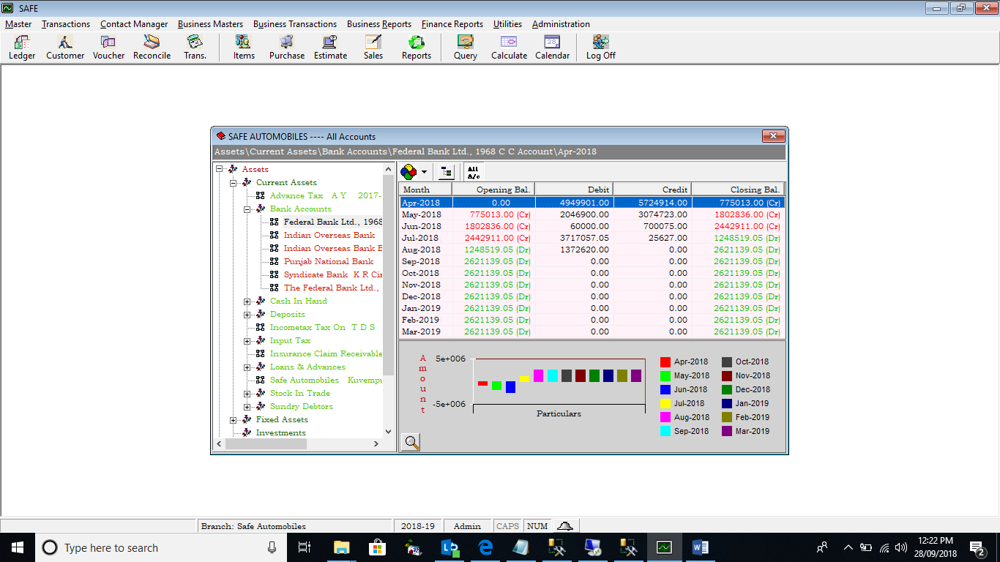 SAFE
Master Transactions Contact Manager Business Masters Business Transactions Business Reports Finance Reports Utilities Administration
Ledger Customer Voucher Reconcile Trans. Items Purchase Estimate Sales Reports Query Calculate Calendar Log Off
SAFE AUTOMOBILES ---- All Accounts
Assets\Current Assets\Bank Accounts\Federal Bank Ltd., 1968 C C Account\Apr-2018
Assets
Current Assets
Advance Tax A Y 2017-
Bank Accounts
Federal Bank Ltd., 1968
Indian Overseas Bank
Indian Overseas Bank E
Punjab National Bank
Syndicate Bank K R Cir
The Federal Bank Ltd.,
Cash In Hand
Deposits
Incometax Tax On T D S
Input Tax
Insurance Claim Receivable
Loans & Advances
Safe Automobiles Kuvempu
Stock In Trade
Sundry Debtors
Fixed Assets
Investments
All A/c
Month Opening Bal. Debit Credit Closing Bal.
Apr-2018 0.00 4949901.00 5724914.00 775013.00 (Cr)
May-2018 775013.00 (Cr) 2046900.00 3074723.00 1802836.00 (Cr)
Jun-2018 1802836.00 (Cr) 60000.00 700075.00 2442911.00 (Cr)
Jul-2018 2442911.00 (Cr) 3717057.05 25627.00 1248519.05 (Dr)
Aug-2018 1248519.05 (Dr) 1372620.00 0.00 2621139.05 (Dr)
Sep-2018 2621139.05 (Dr) 0.00 0.00 2621139.05 (Dr)
Oct-2018 2621139.05 (Dr) 0.00 0.00 2621139.05 (Dr)
Nov-2018 2621139.05 (Dr) 0.00 0.00 2621139.05 (Dr)
Dec-2018 2621139.05 (Dr) 0.00 0.00 2621139.05 (Dr)
Jan-2019 2621139.05 (Dr) 0.00 0.00 2621139.05 (Dr)
Feb-2019 2621139.05 (Dr) 0.00 0.00 2621139.05 (Dr)
Mar-2019 2621139.05 (Dr) 0.00 0.00 2621139.05 (Dr)
Amount
5e+006
-5e+006
Particulars
Apr-2018 Oct-2018
May-2018 Nov-2018
Jun-2018 Dec-2018
Jul-2018 Jan-2019
Aug-2018 Feb-2019
Sep-2018 Mar-2019
Branch: Safe Automobiles 2018-19 Admin CAPS NUM
Type here to search
12:22 PM
28/09/2018
2